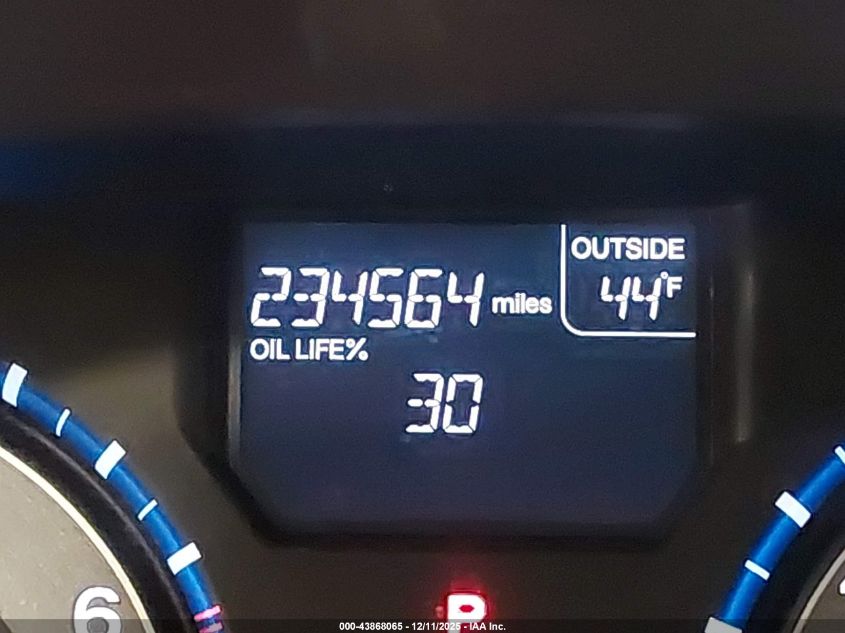 OUTSIDE
234564 miles 44°F
OIL LIFE%
30
6
P
000-43868065 - 12/11/2025 - IAA Inc.